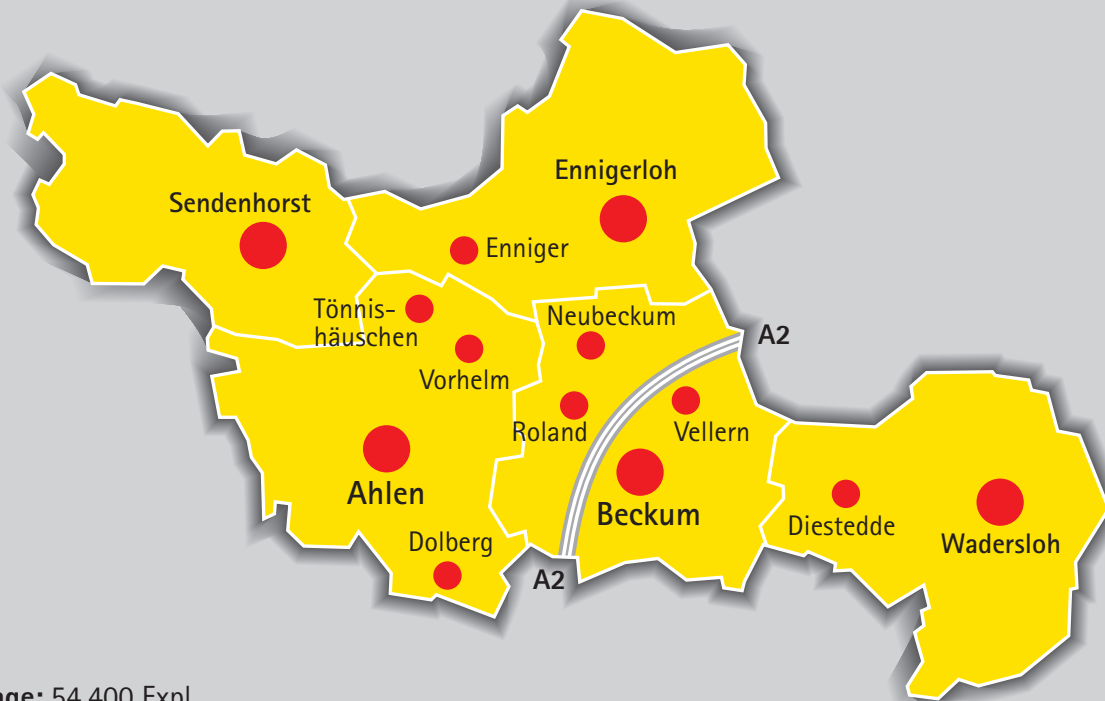 Ennigerloh
Sendenhorst
Enniger
Tönnis-
häuschen
Neubeckum
A2
Vorhelm
Roland
Vellern
Ahlen
Beckum
Diestedde
Dolberg
Wadersloh
A2
54.400 Expl.